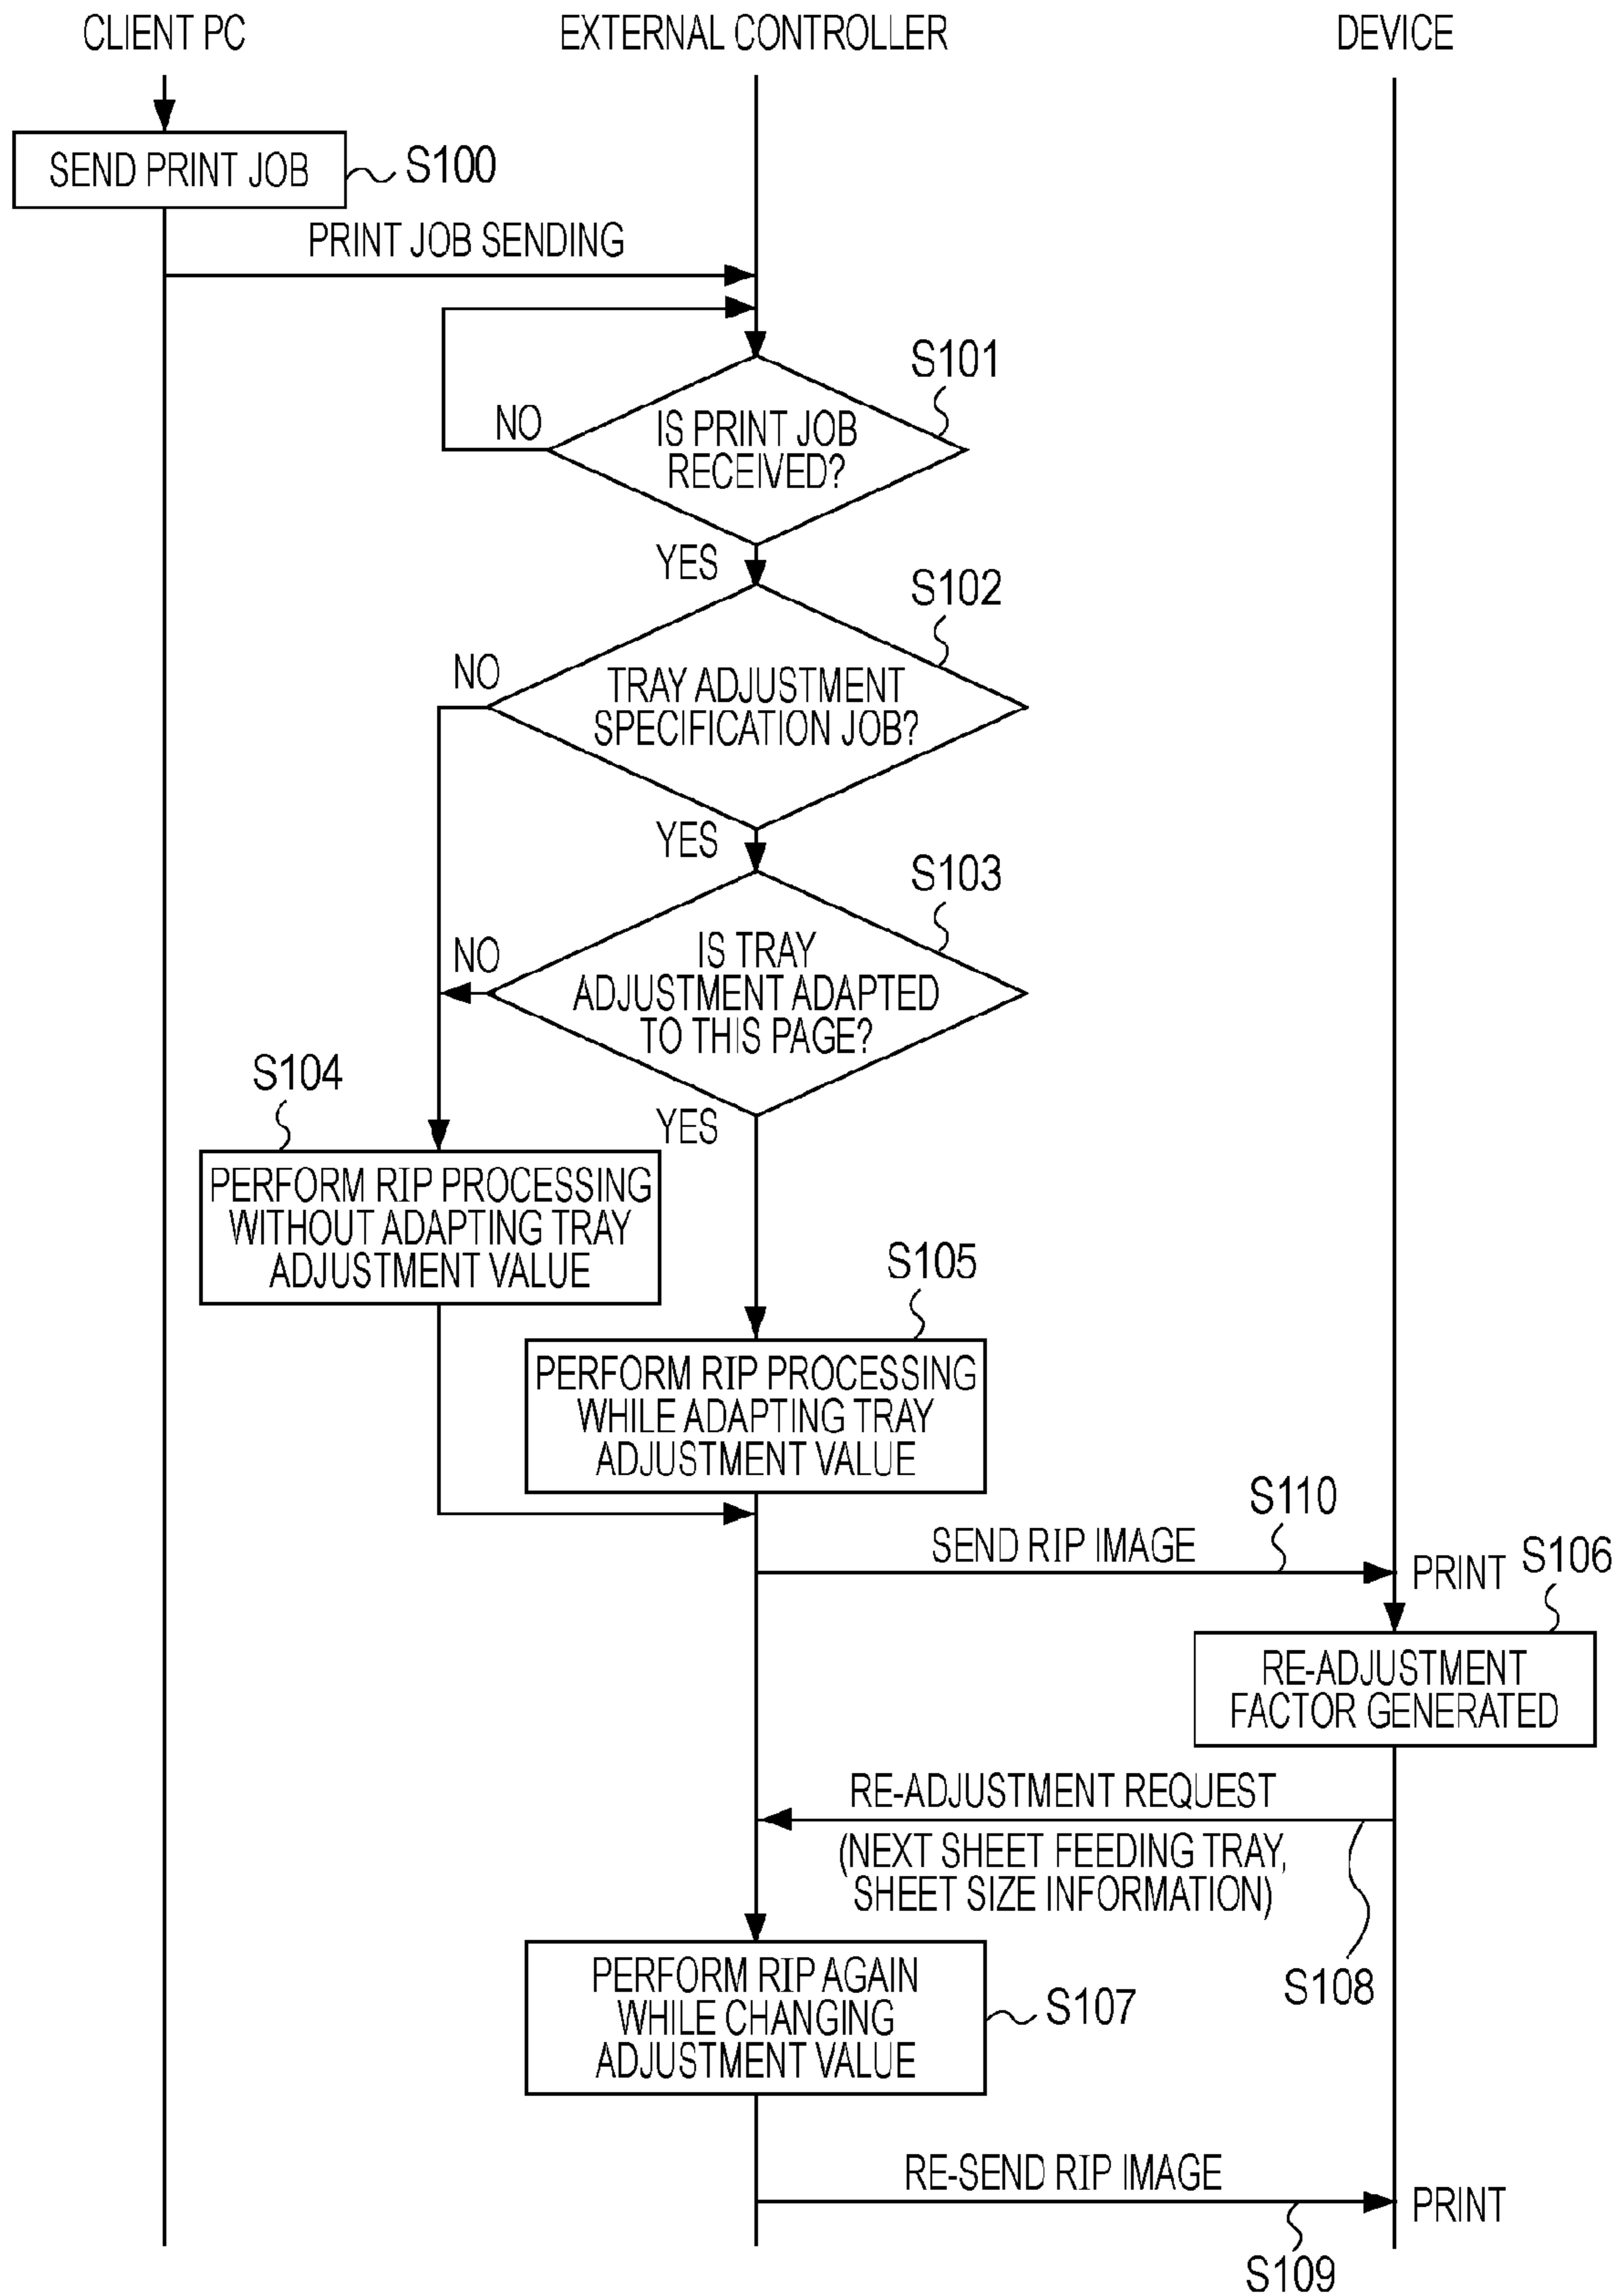 CLIENT PC
EXTERNAL CONTROLLER
DEVICE
SEND PRINT JOB
S100
PRINT JOB SENDING
S101
NO
IS PRINT JOB
RECEIVED?
YES
S102
NO
TRAY ADJUSTMENT
SPECIFICATION JOB?
YES
S103
NO
IS TRAY
ADJUSTMENT ADAPTED
TO THIS PAGE?
S104
YES
PERFORM RIP PROCESSING
WITHOUT ADAPTING TRAY
ADJUSTMENT VALUE
S105
PERFORM RIP PROCESSING
WHILE ADAPTING TRAY
ADJUSTMENT VALUE
S110
SEND RIP IMAGE
PRINT
S106
RE-ADJUSTMENT
FACTOR GENERATED
RE-ADJUSTMENT REQUEST
(NEXT SHEET FEEDING TRAY,
SHEET SIZE INFORMATION)
S108
PERFORM RIP AGAIN
WHILE CHANGING
ADJUSTMENT VALUE
S107
RE-SEND RIP IMAGE
PRINT
S109